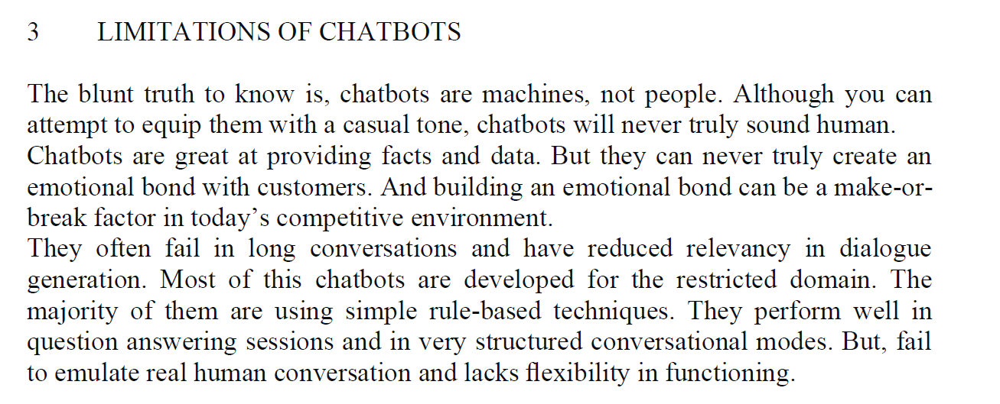 3 LIMITATIONS OF CHATBOTS
The blunt truth to know is, chatbots are machines, not people. Although you can
attempt to equip them with a casual tone, chatbots will never truly sound human.
Chatbots are great at providing facts and data. But they can never truly create an
emotional bond with customers. And building an emotional bond can be a make-or-
break factor in today’s competitive environment.
They often fail in long conversations and have reduced relevancy in dialogue
generation. Most of this chatbots are developed for the restricted domain. The
majority of them are using simple rule-based techniques. They perform well in
question answering sessions and in very structured conversational modes. But, fail
to emulate real human conversation and lacks flexibility in functioning.